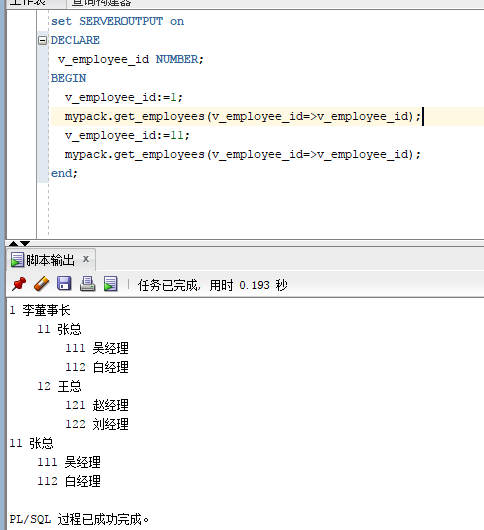 工作表 查询构建器
set SERVEROUTPUT on
DECLARE
v_employee_id NUMBER;
BEGIN
v_employee_id:=1;
mypack.get_employees(v_employee_id=>v_employee_id);
v_employee_id:=11;
mypack.get_employees(v_employee_id=>v_employee_id);
end;
脚本输出 x
任务已完成, 用时 0.193 秒
1 李董事长
11 张总
111 吴经理
112 白经理
12 王总
121 赵经理
122 刘经理
11 张总
111 吴经理
112 白经理
PL/SQL 过程已成功完成。